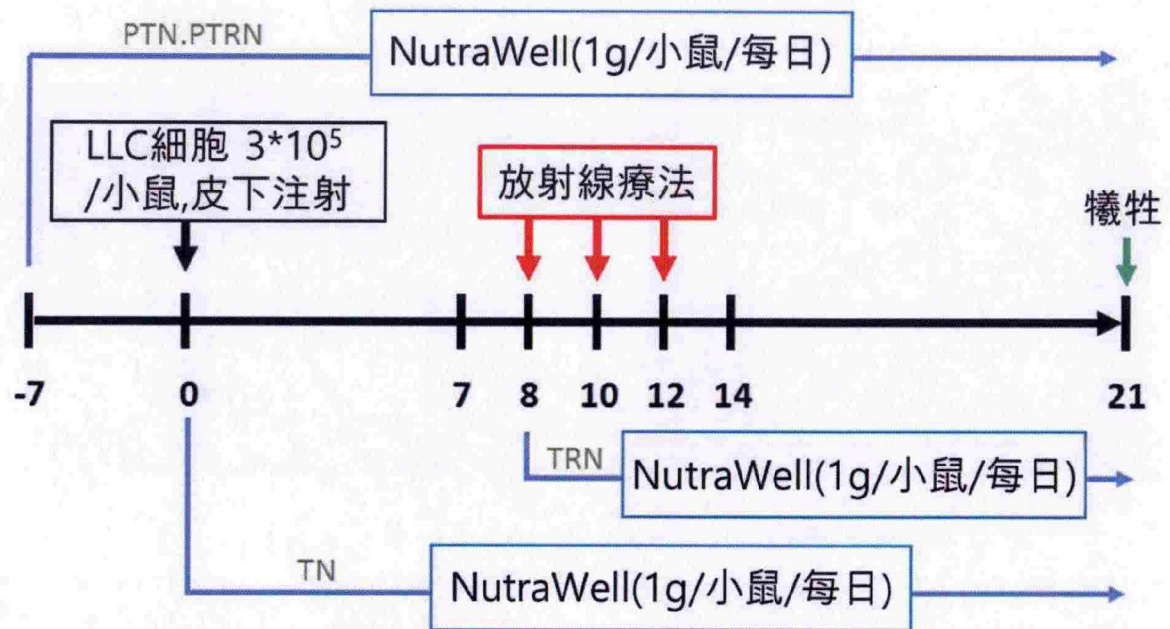 PTN.PTRN
NutraWell(1g/小鼠/每日)
LLC細胞 3*10⁵
/小鼠,皮下注射
放射線療法
犧牲
-7 0 7 8 10 12 14 21
TRN
NutraWell(1g/小鼠/每日)
TN
NutraWell(1g/小鼠/每日)